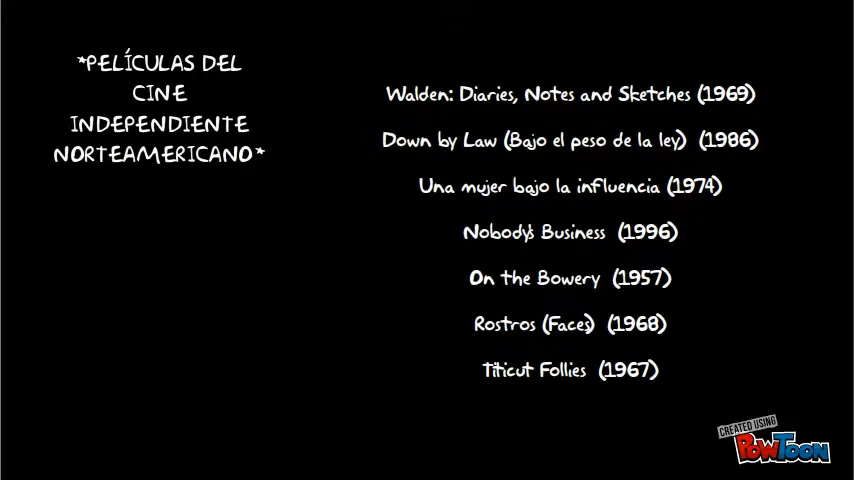 *PELÍCULAS DEL
CINE
INDEPENDIENTE
NORTEAMERICANO*
Walden: Diaries, Notes and Sketches (1969)
Down by Law (Bajo el peso de la ley) (1986)
Una mujer bajo la influencia (1974)
Nobody's Business (1996)
On the Bowery (1957)
Rostros (Faces) (1968)
Titicut Follies (1967)
CREATED USING
POWTOON